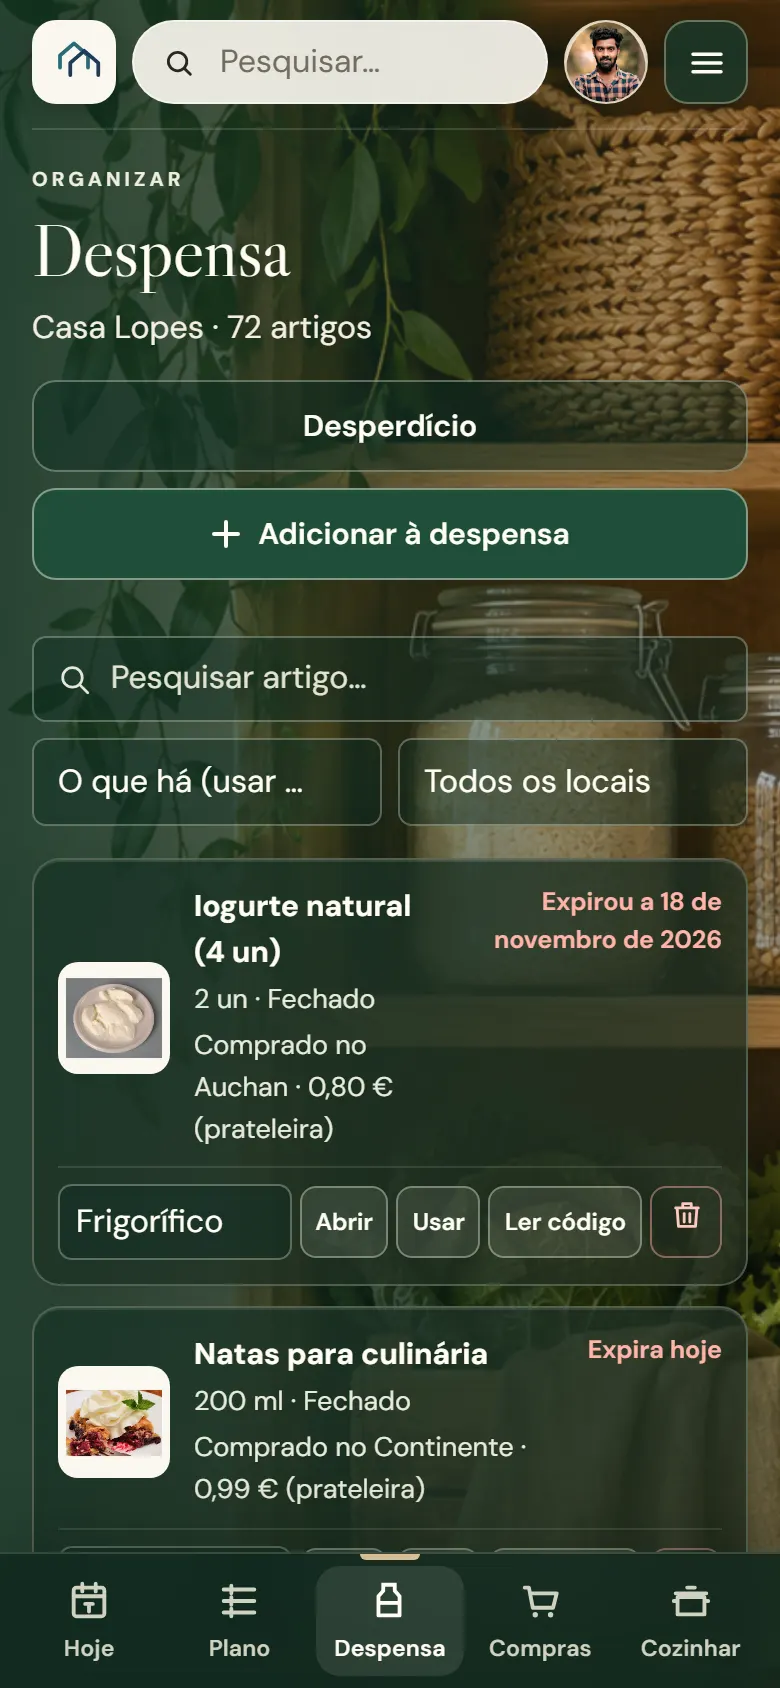 Pesquisar...
ORGANIZAR
Despensa
Casa Lopes · 72 artigos
Desperdício
+ Adicionar à despensa
Pesquisar artigo...
O que há (usar ...
Todos os locais
Iogurte natural
(4 un)
Expirou a 18 de
novembro de 2026
2 un · Fechado
Comprado no
Auchan · 0,80 €
(prateleira)
Frigorífico
Abrir
Usar
Ler código
Natas para culinária
Expira hoje
200 ml · Fechado
Comprado no Continente ·
0,99 € (prateleira)
Hoje
Plano
Despensa
Compras
Cozinhar